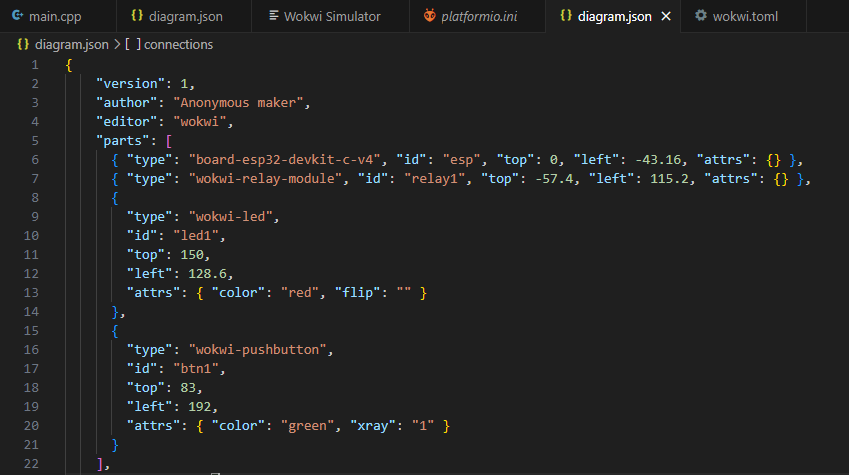 main.cpp
{} diagram.json
Wokwi Simulator
platformio.ini
{} diagram.json
wokwi.toml
{} diagram.json > [ ] connections
1 {
2 "version": 1,
3 "author": "Anonymous maker",
4 "editor": "wokwi",
5 "parts": [
6 { "type": "board-esp32-devkit-c-v4", "id": "esp", "top": 0, "left": -43.16, "attrs": {} },
7 { "type": "wokwi-relay-module", "id": "relay1", "top": -57.4, "left": 115.2, "attrs": {} },
8 {
9 "type": "wokwi-led",
10 "id": "led1",
11 "top": 150,
12 "left": 128.6,
13 "attrs": { "color": "red", "flip": "" }
14 },
15 {
16 "type": "wokwi-pushbutton",
17 "id": "btn1",
18 "top": 83,
19 "left": 192,
20 "attrs": { "color": "green", "xray": "1" }
21 }
22 ],